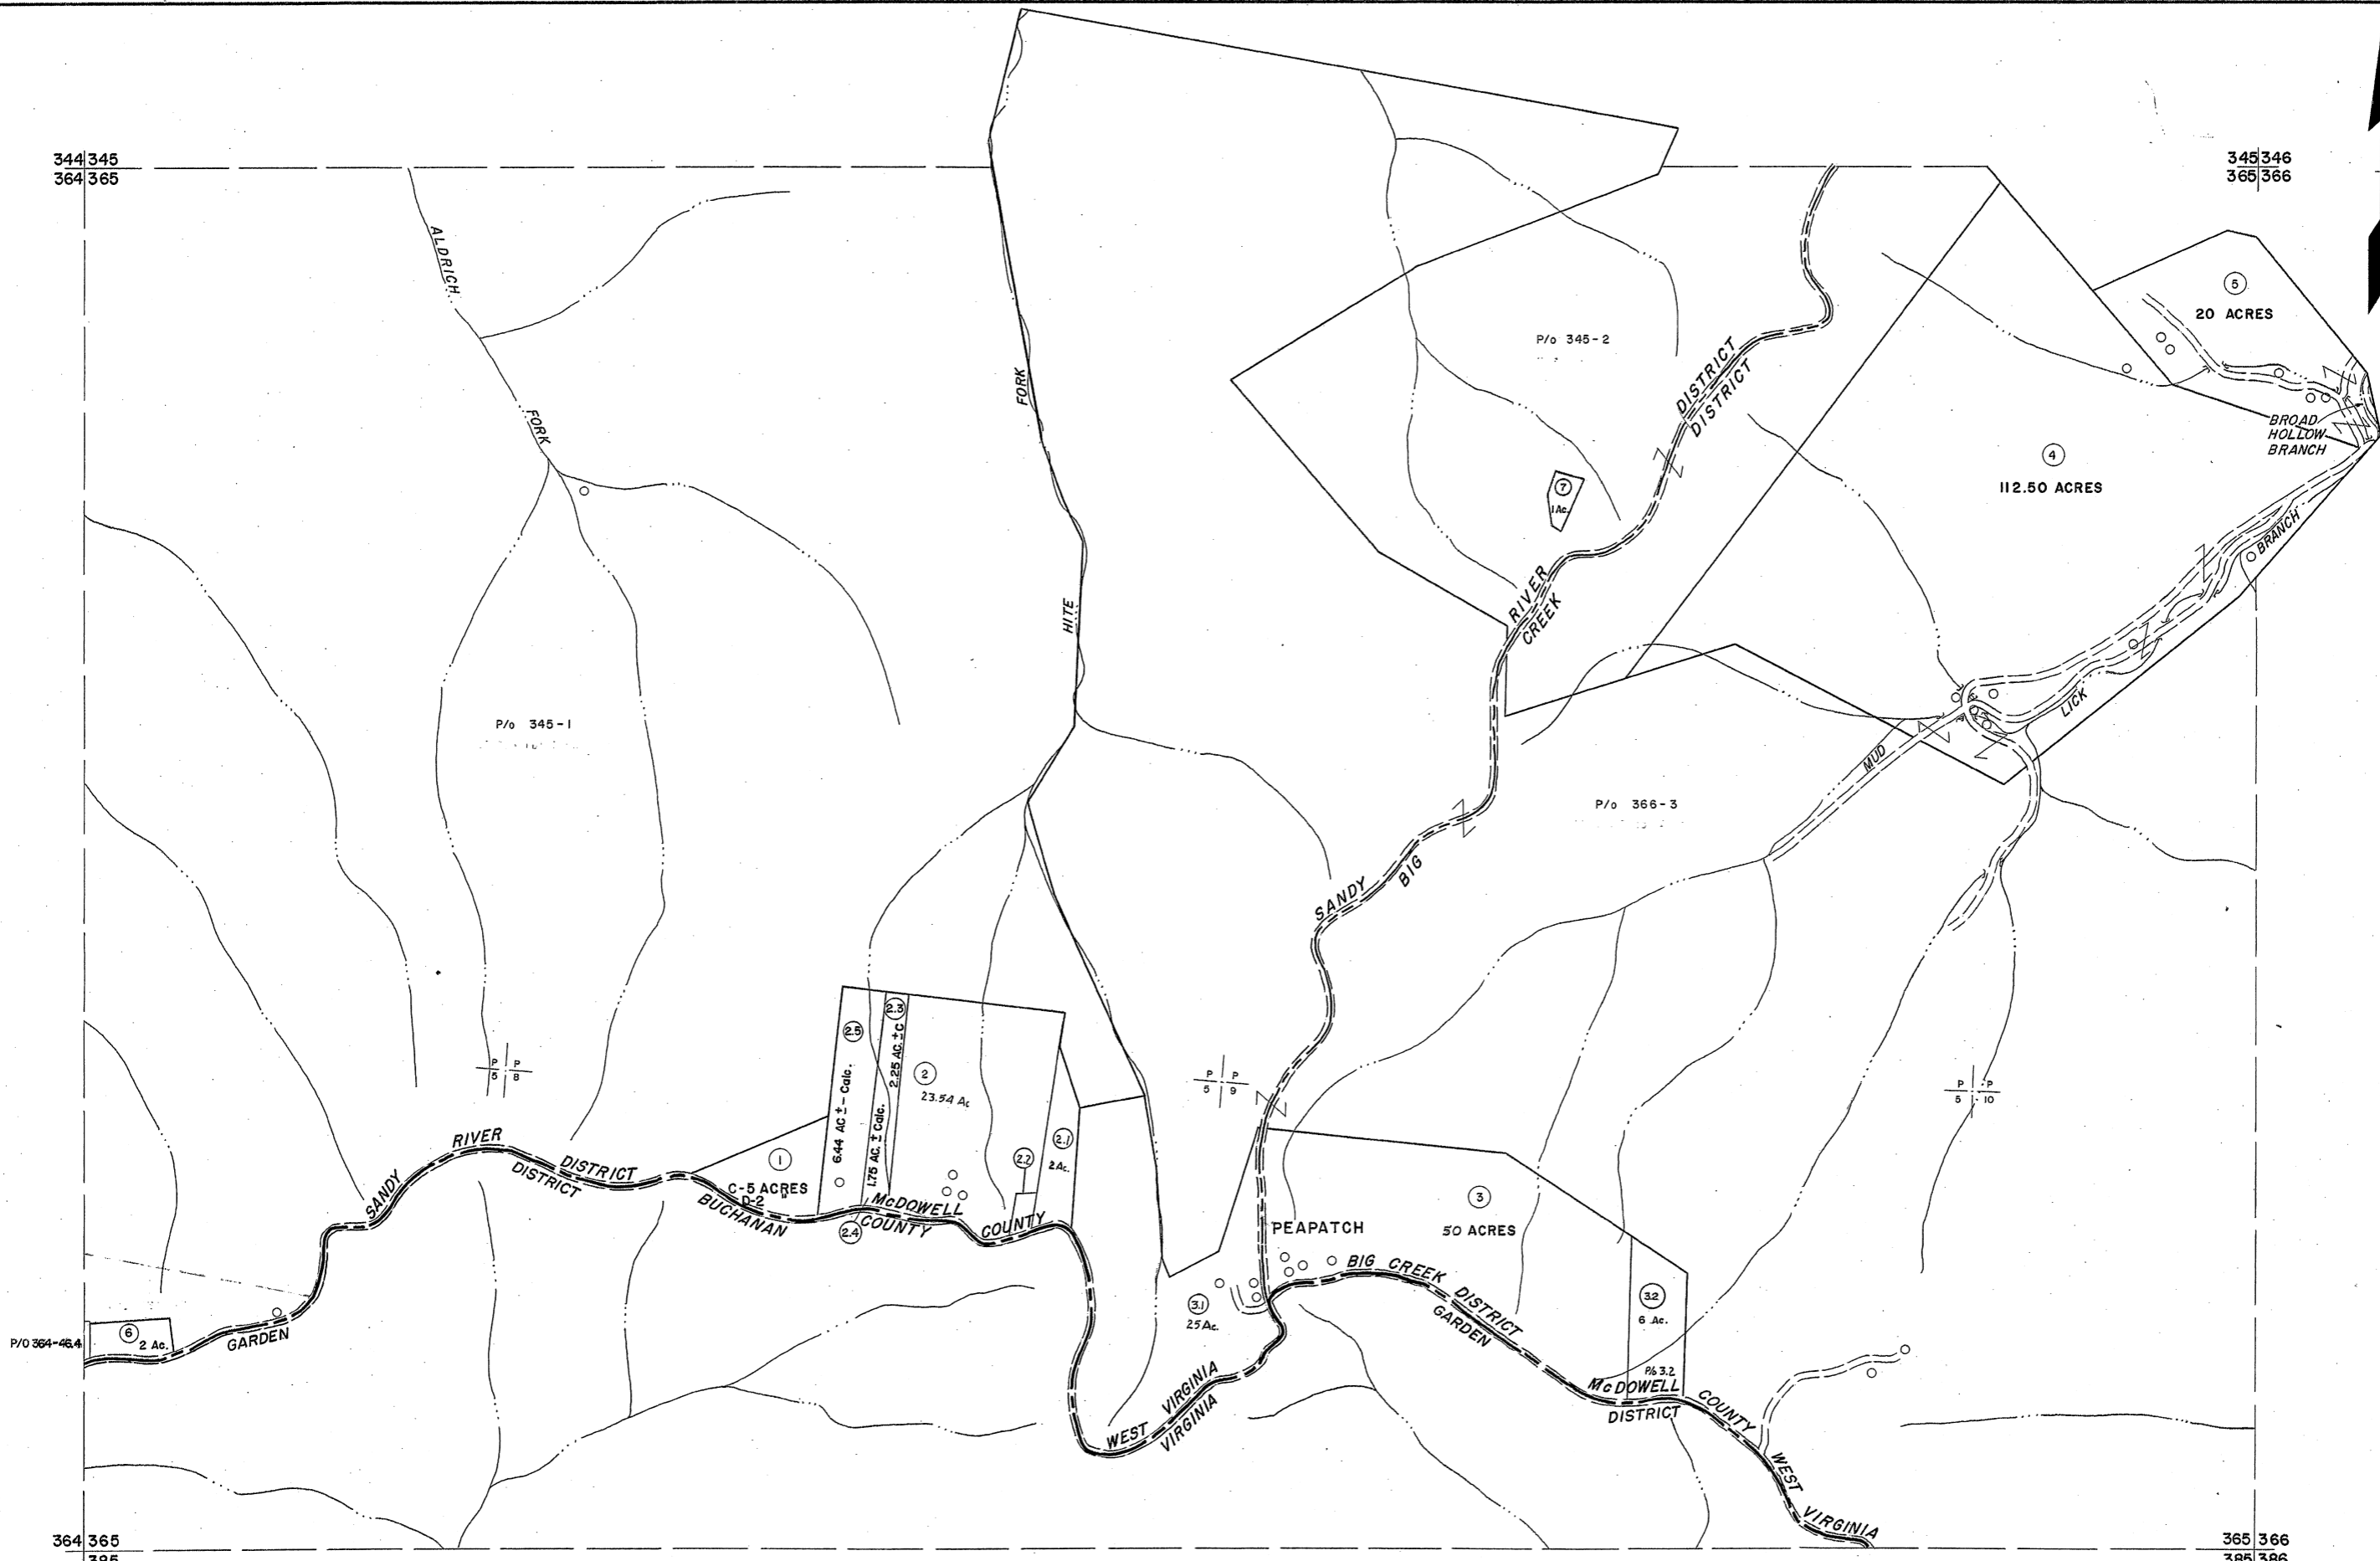 344 345
364 365
345 346
365 366
ALDRICH
FORK
FORK
HITE
P/o 345-2
DISTRICT
DISTRICT
5
20 ACRES
BROAD
HOLLOW
BRANCH
4
112.50 ACRES
7
1 Ac.
BRANCH
RIVER
CREEK
LICK
MUD
P/o 345-1
P/o 366-3
SANDY
BIG
2.5
6.44 AC ± - Calc.
2.3
2.25 AC. ± C
1.75 AC. ± Calc.
2
23.54 Ac
P P
5 8
P P
5 9
P P
5 10
2.1
2 Ac.
2.2
1
C-5 ACRES
D-2 "
SANDY
RIVER
DISTRICT
DISTRICT
BUCHANAN
McDOWELL
COUNTY
COUNTY
2.4
PEAPATCH
3
50 ACRES
BIG CREEK DISTRICT
GARDEN
3.1
25 Ac.
3.2
6 Ac.
P/o 3.2
McDOWELL
DISTRICT
COUNTY
P/O 364-46.4
6
2 Ac.
GARDEN
WEST VIRGINIA
VIRGINIA
WEST
VIRGINIA
364 365
385
365 366
385 386